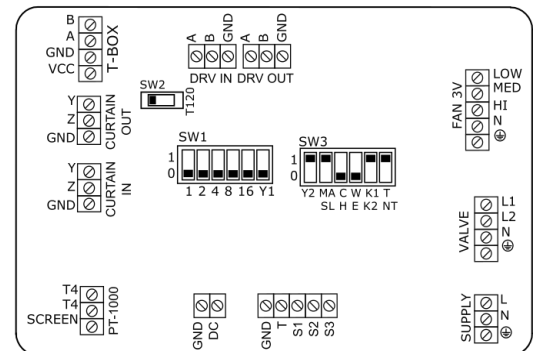 B
A
GND
VCC
T-BOX
A
B
GND
A
B
GND
DRV IN DRV OUT
SW2
T120
Y
Z
GND
CURTAIN
OUT
Y
Z
GND
CURTAIN
IN
SW1
1
0
1 2 4 8 16 Y1
SW3
1
0
Y2 MA C W K1 T
SL H E K2 NT
FAN 3V
LOW
MED
HI
N
VALVE
L1
L2
N
T4
T4
SCREEN
PT-1000
GND
DC
GND
T
S1
S2
S3
SUPPLY
L
N